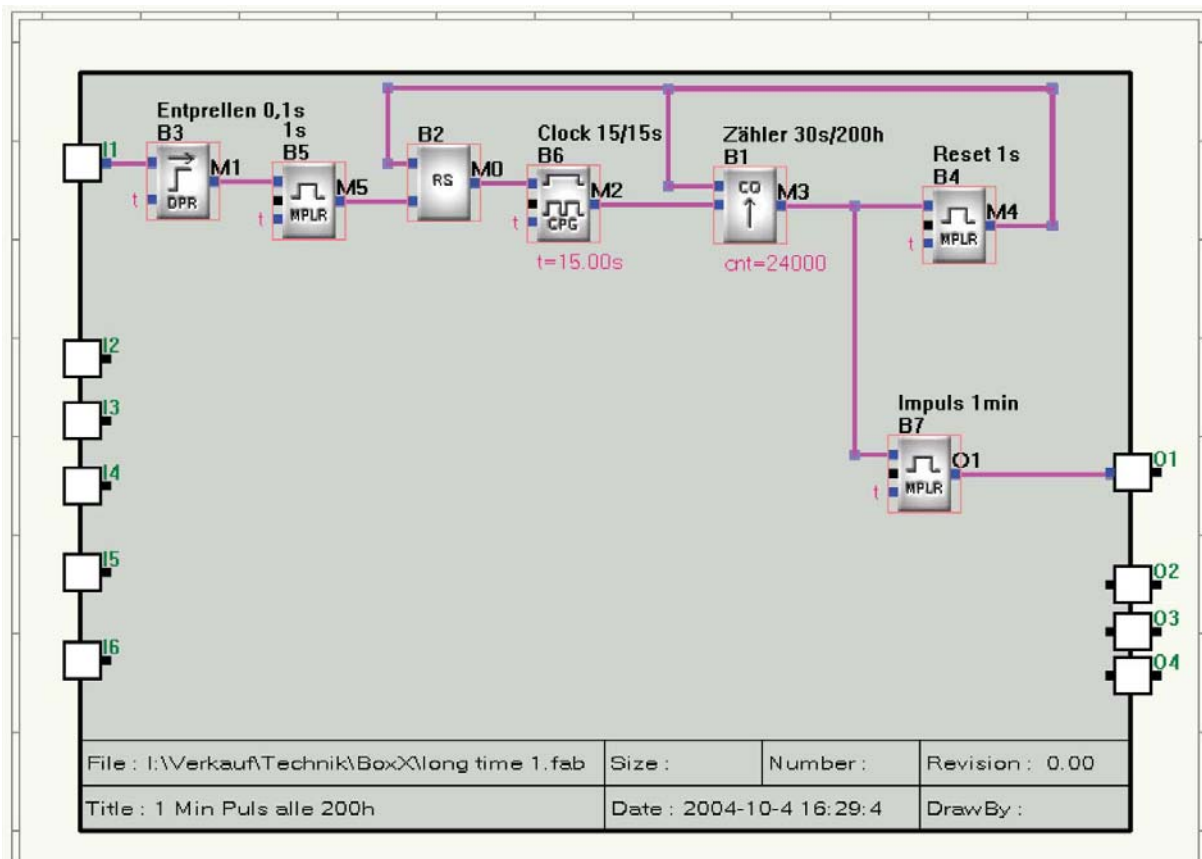 Entprellen 0,1s
B3
I1
M1
t
DPR
1s
B5
M5
t
MPLR
B2
M0
RS
Clock 15/15s
B6
M2
t
CPG
t=15.00s
Zähler 30s/200h
B1
CO
M3
cnt=24000
Reset 1s
B4
M4
t
MPLR
I2
I3
I4
I5
I6
Impuls 1min
B7
O1
t
MPLR
O1
O2
O3
O4
File : I:\Verkauf\Technik\BoxX\long time 1.fab
Size :
Number :
Revision : 0.00
Title : 1 Min Puls alle 200h
Date : 2004-10-4 16:29:4
DrawBy :